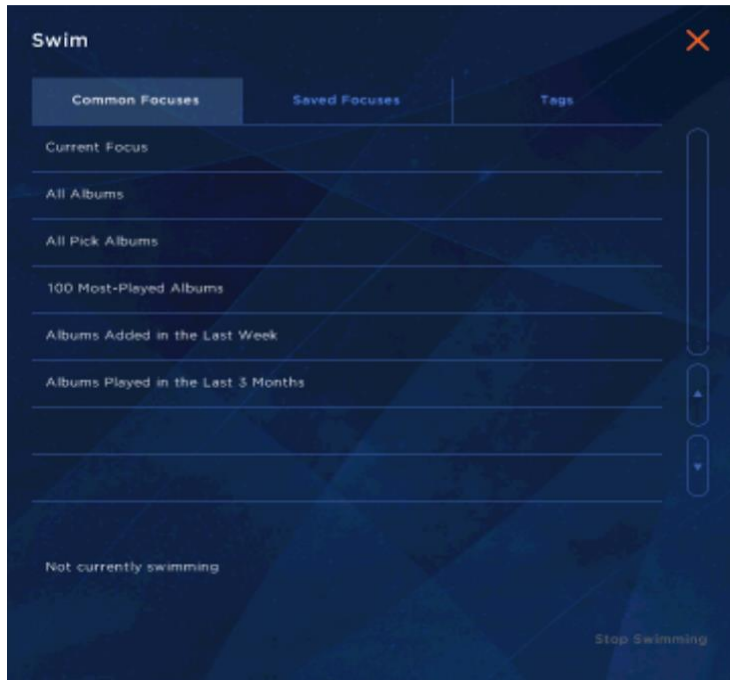 Swim
Common Focuses Saved Focuses Tags
Current Focus
All Albums
All Pick Albums
100 Most-Played Albums
Albums Added in the Last Week
Albums Played in the Last 3 Months
Not currently swimming
Stop Swimming